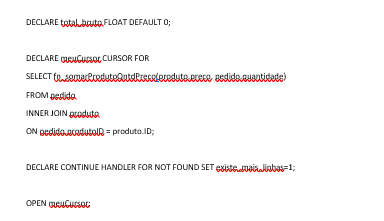 DECLARE total_bruto FLOAT DEFAULT 0;
DECLARE meuCursor CURSOR FOR
SELECT fn_somarProdutoQntdPreco(produto.preco, pedido.quantidade)
FROM pedido
INNER JOIN produto
ON pedido.produtoID = produto.ID;
DECLARE CONTINUE HANDLER FOR NOT FOUND SET existe_mais_linhas=1;
OPEN meuCursor;